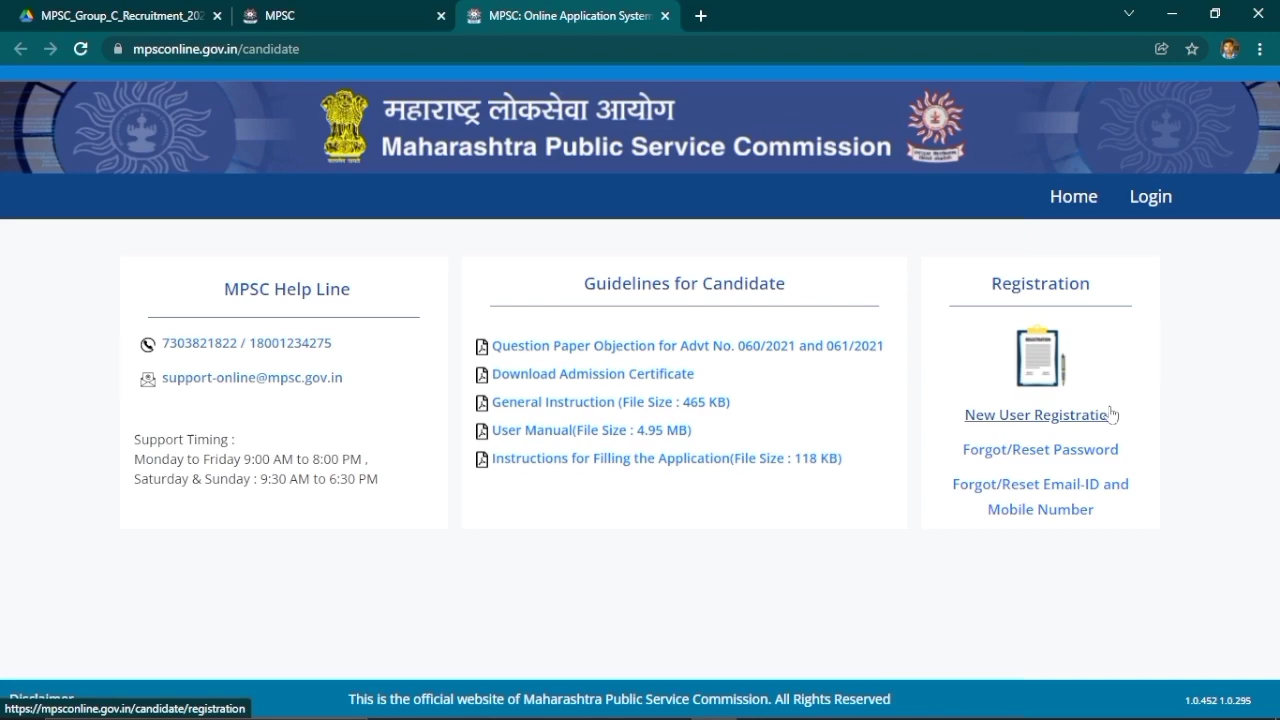 MPSC_Group_C_Recruitment_202
MPSC
MPSC: Online Application System
mpsconline.gov.in/candidate
महाराष्ट्र लोकसेवा आयोग
Maharashtra Public Service Commission
Home
Login
MPSC Help Line
7303821822 / 18001234275
support-online@mpsc.gov.in
Support Timing :
Monday to Friday 9:00 AM to 8:00 PM ,
Saturday & Sunday : 9:30 AM to 6:30 PM
Guidelines for Candidate
Question Paper Objection for Advt No. 060/2021 and 061/2021
Download Admission Certificate
General Instruction (File Size : 465 KB)
User Manual(File Size : 4.95 MB)
Instructions for Filling the Application(File Size : 118 KB)
Registration
New User Registration
Forgot/Reset Password
Forgot/Reset Email-ID and
Mobile Number
Disclaimer
This is the official website of Maharashtra Public Service Commission. All Rights Reserved
1.0.452 1.0.295
https://mpsconline.gov.in/candidate/registration